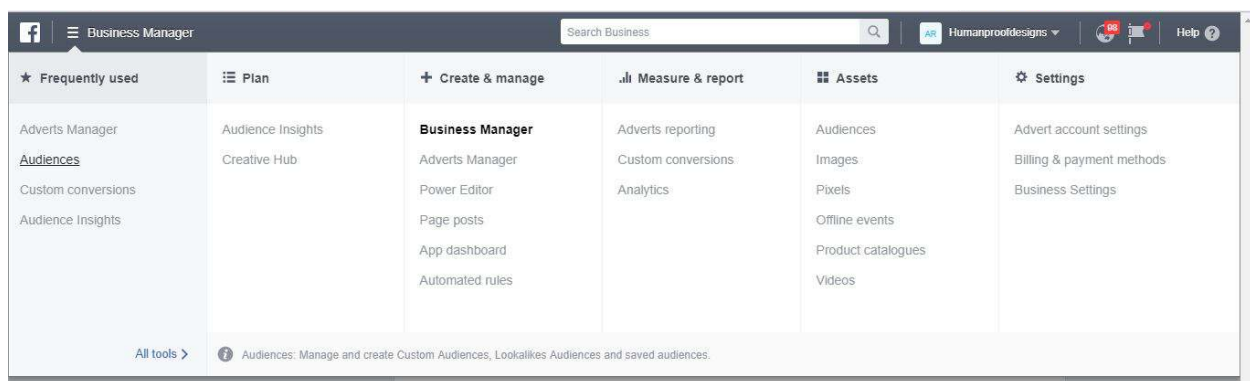 f Business Manager Search Business AR Humanproofdesigns 98 Help ?
Frequently used Plan Create & manage Measure & report Assets Settings
Adverts Manager Audience Insights Business Manager Adverts reporting Audiences Advert account settings
Audiences Creative Hub Adverts Manager Custom conversions Images Billing & payment methods
Custom conversions Power Editor Analytics Pixels Business Settings
Audience Insights Page posts Offline events
App dashboard Product catalogues
Automated rules Videos
All tools > i Audiences: Manage and create Custom Audiences, Lookalikes Audiences and saved audiences.